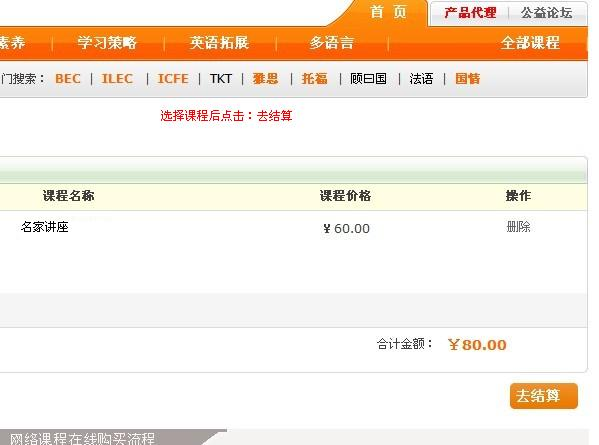 首 页 产品代理 | 公益论坛
素养 | 学习策略 | 英语拓展 | 多语言 | 全部课程
门搜索： BEC | ILEC | ICFE | TKT | 雅思 | 托福 | 顾曰国 | 法语 | 国情
选择课程后点击：去结算
课程名称 课程价格 操作
名家讲座 ￥60.00 删除
合计金额： ￥80.00
去结算
网络课程在线购买流程